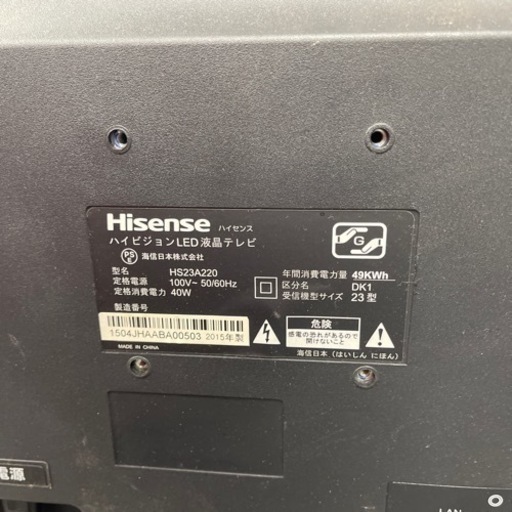 Hisense ハイセンス
ハイビジョンLED液晶テレビ
PS
E
海信日本株式会社
型名 HS23A220
定格電源 100V~ 50/60Hz
定格消費電力 40W
製造番号
1504JHAABA00503 2015年製
MADE IN CHINA
G
年間消費電力量 49KWh
区分名 DK1
受信機型サイズ 23型
危険
感電の恐れがあるので
開けないこと
海信日本 (はいしん にほん)
電源
LAN